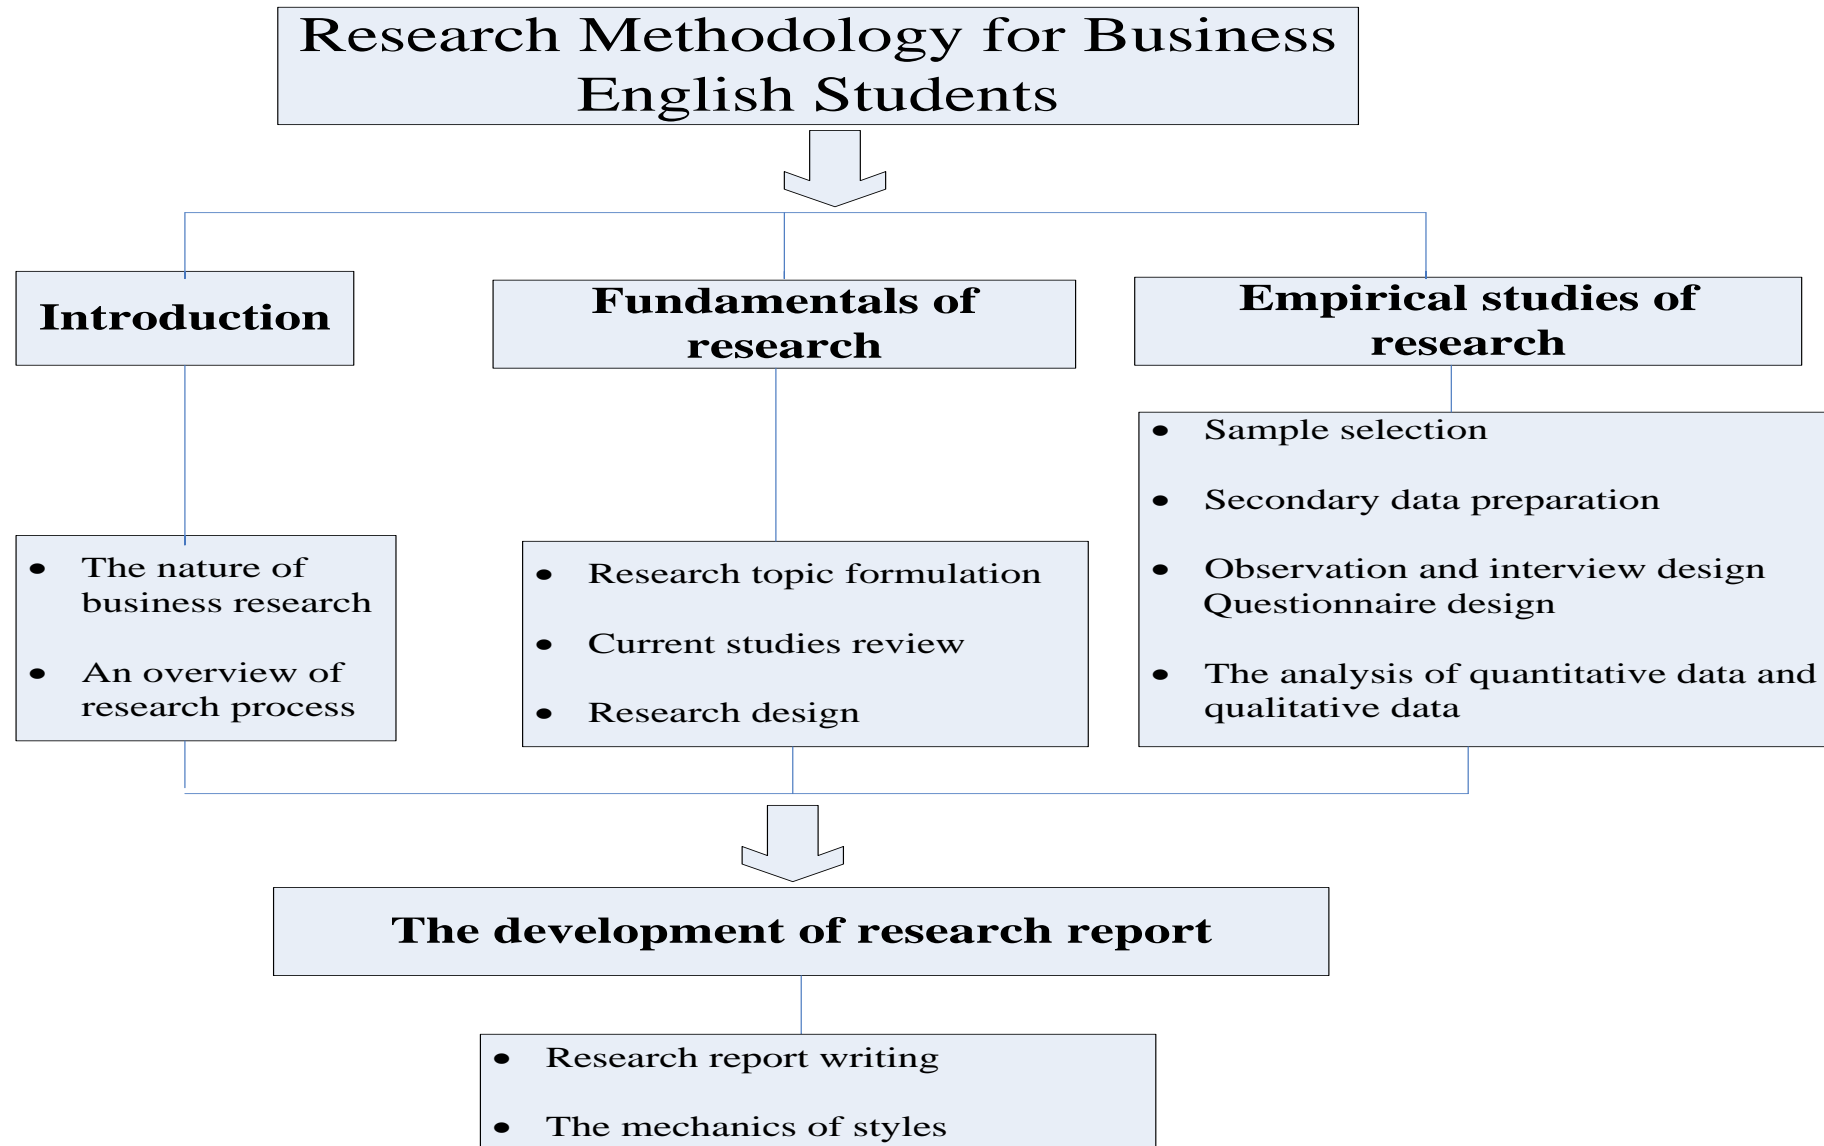 Research Methodology for Business
English Students
Introduction
Fundamentals of
research
Empirical studies of
research
• The nature of
business research
• An overview of
research process
• Research topic formulation
• Current studies review
• Research design
• Sample selection
• Secondary data preparation
• Observation and interview design
Questionnaire design
• The analysis of quantitative data and
qualitative data
The development of research report
• Research report writing
• The mechanics of styles